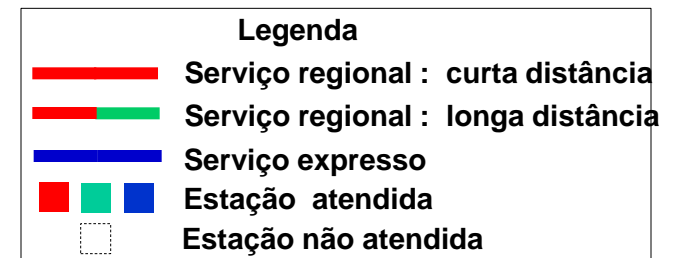 Legenda
Serviço regional : curta distância
Serviço regional : longa distância
Serviço expresso
Estação atendida
Estação não atendida